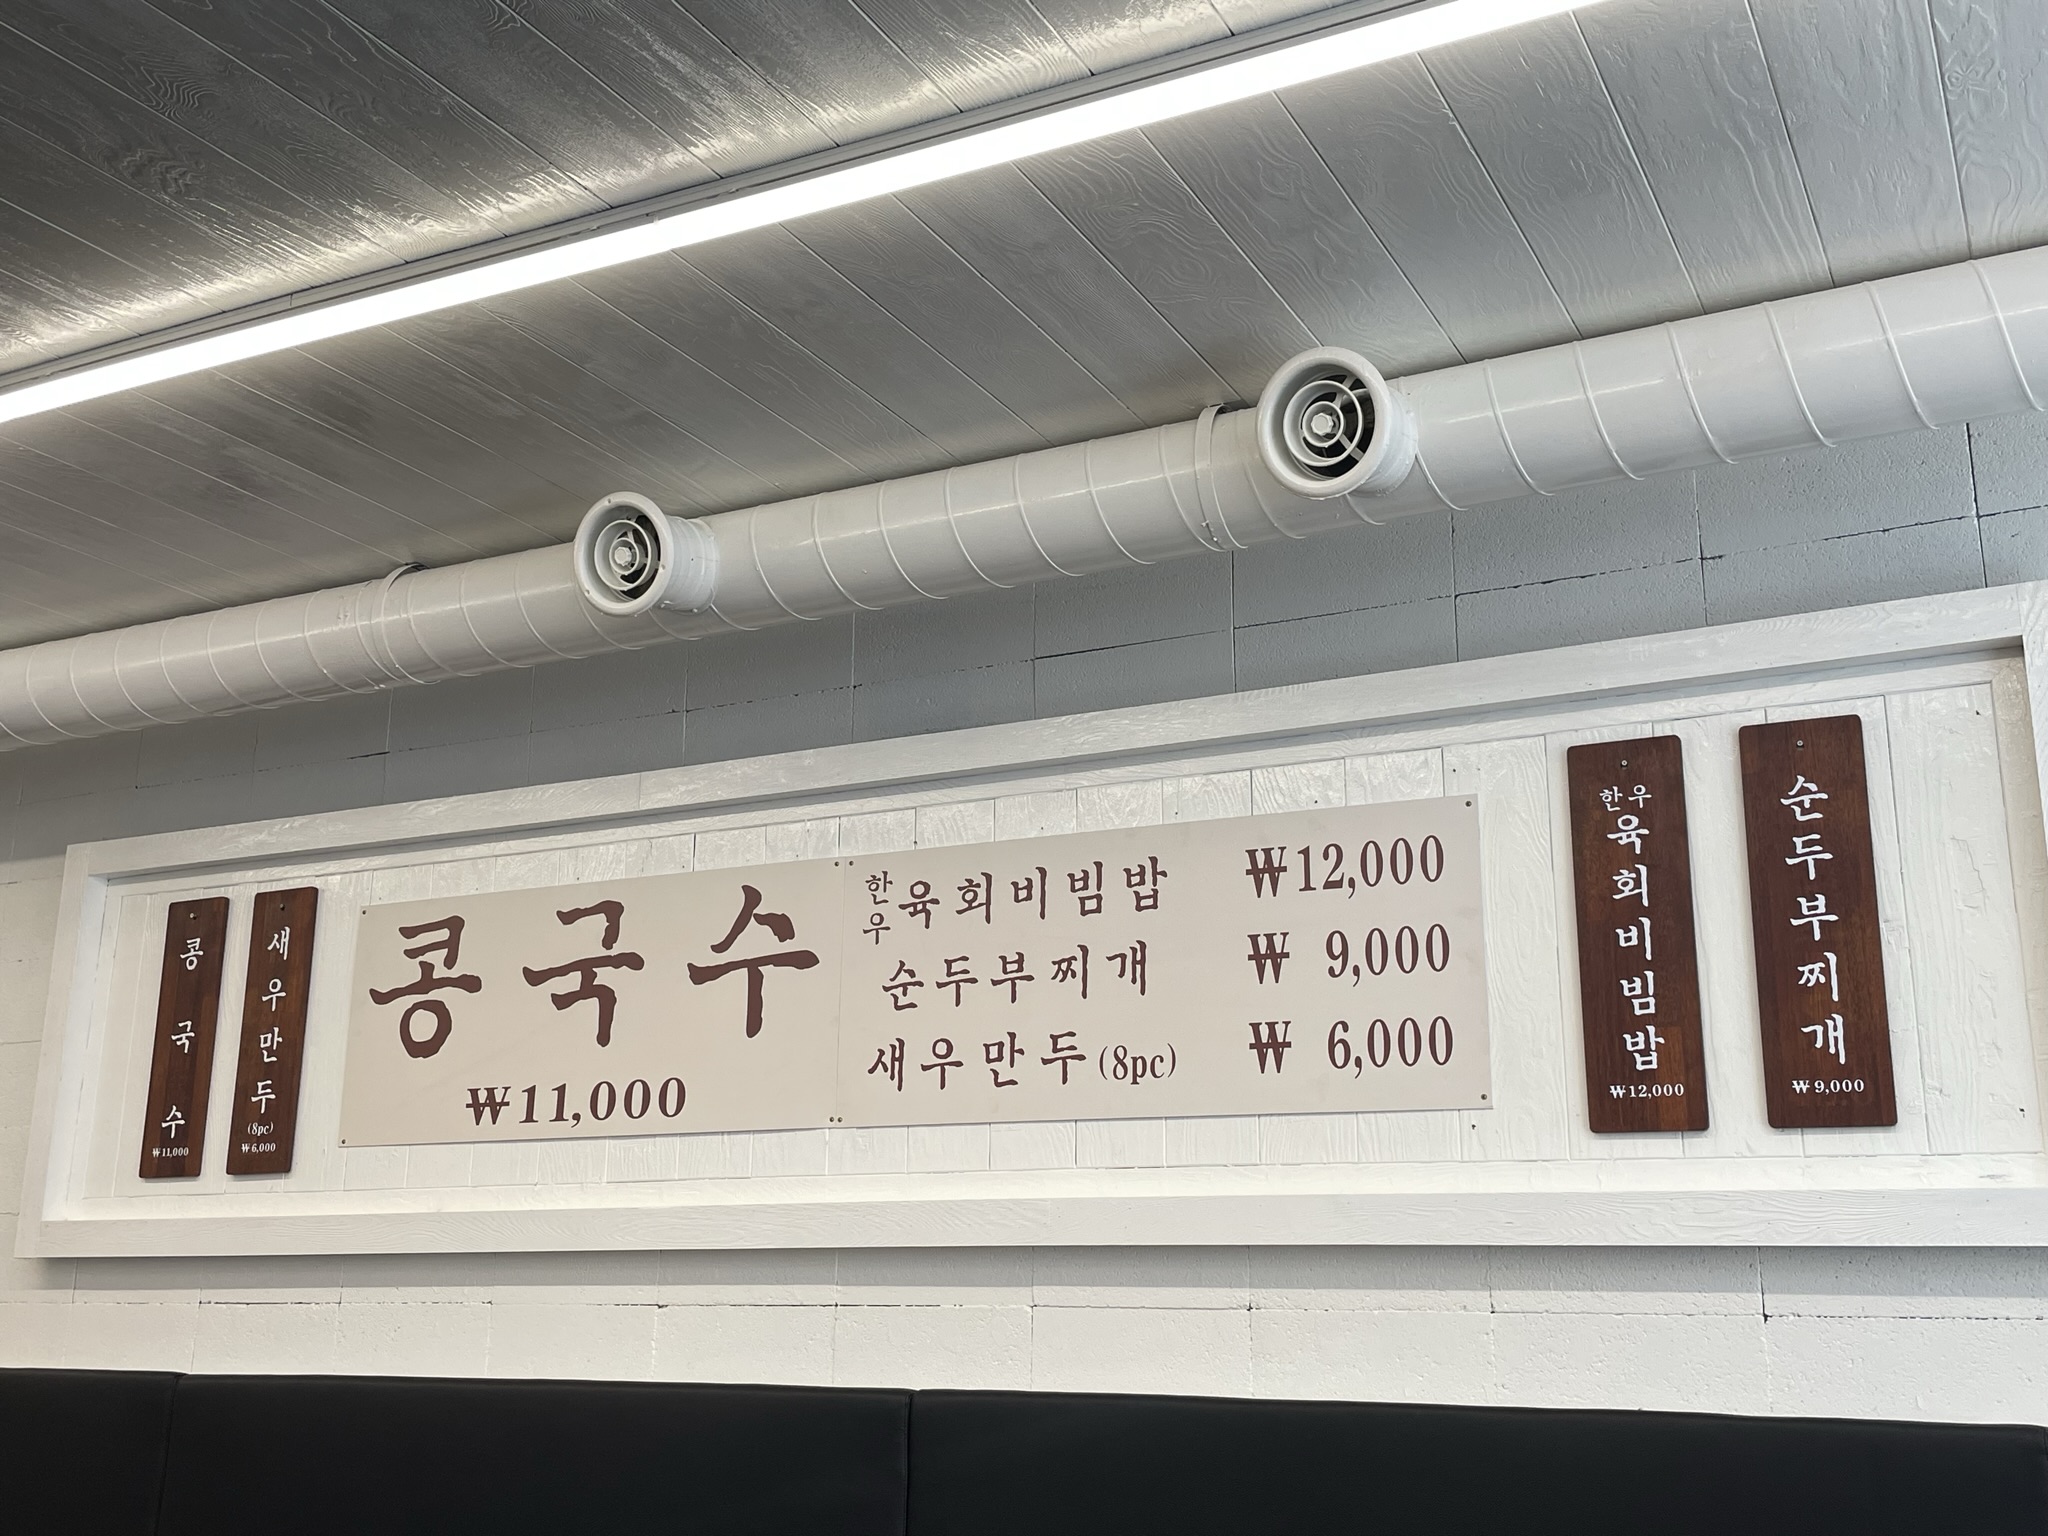 콩국수
₩11,000
새우만두
(8pc)
₩6,000
콩국수
₩11,000
한우육회비빔밥 ₩12,000
순두부찌개 ₩ 9,000
새우만두(8pc) ₩ 6,000
한우
육회비빔밥
₩12,000
순두부찌개
₩9,000